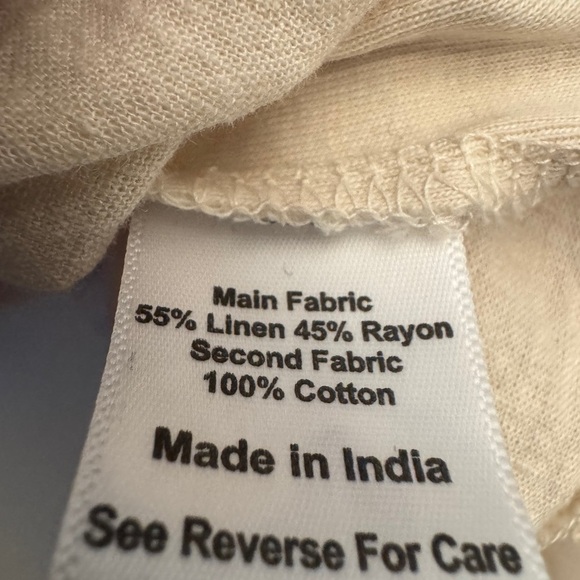 Main Fabric
55% Linen 45% Rayon
Second Fabric
100% Cotton
Made in India
See Reverse For Care